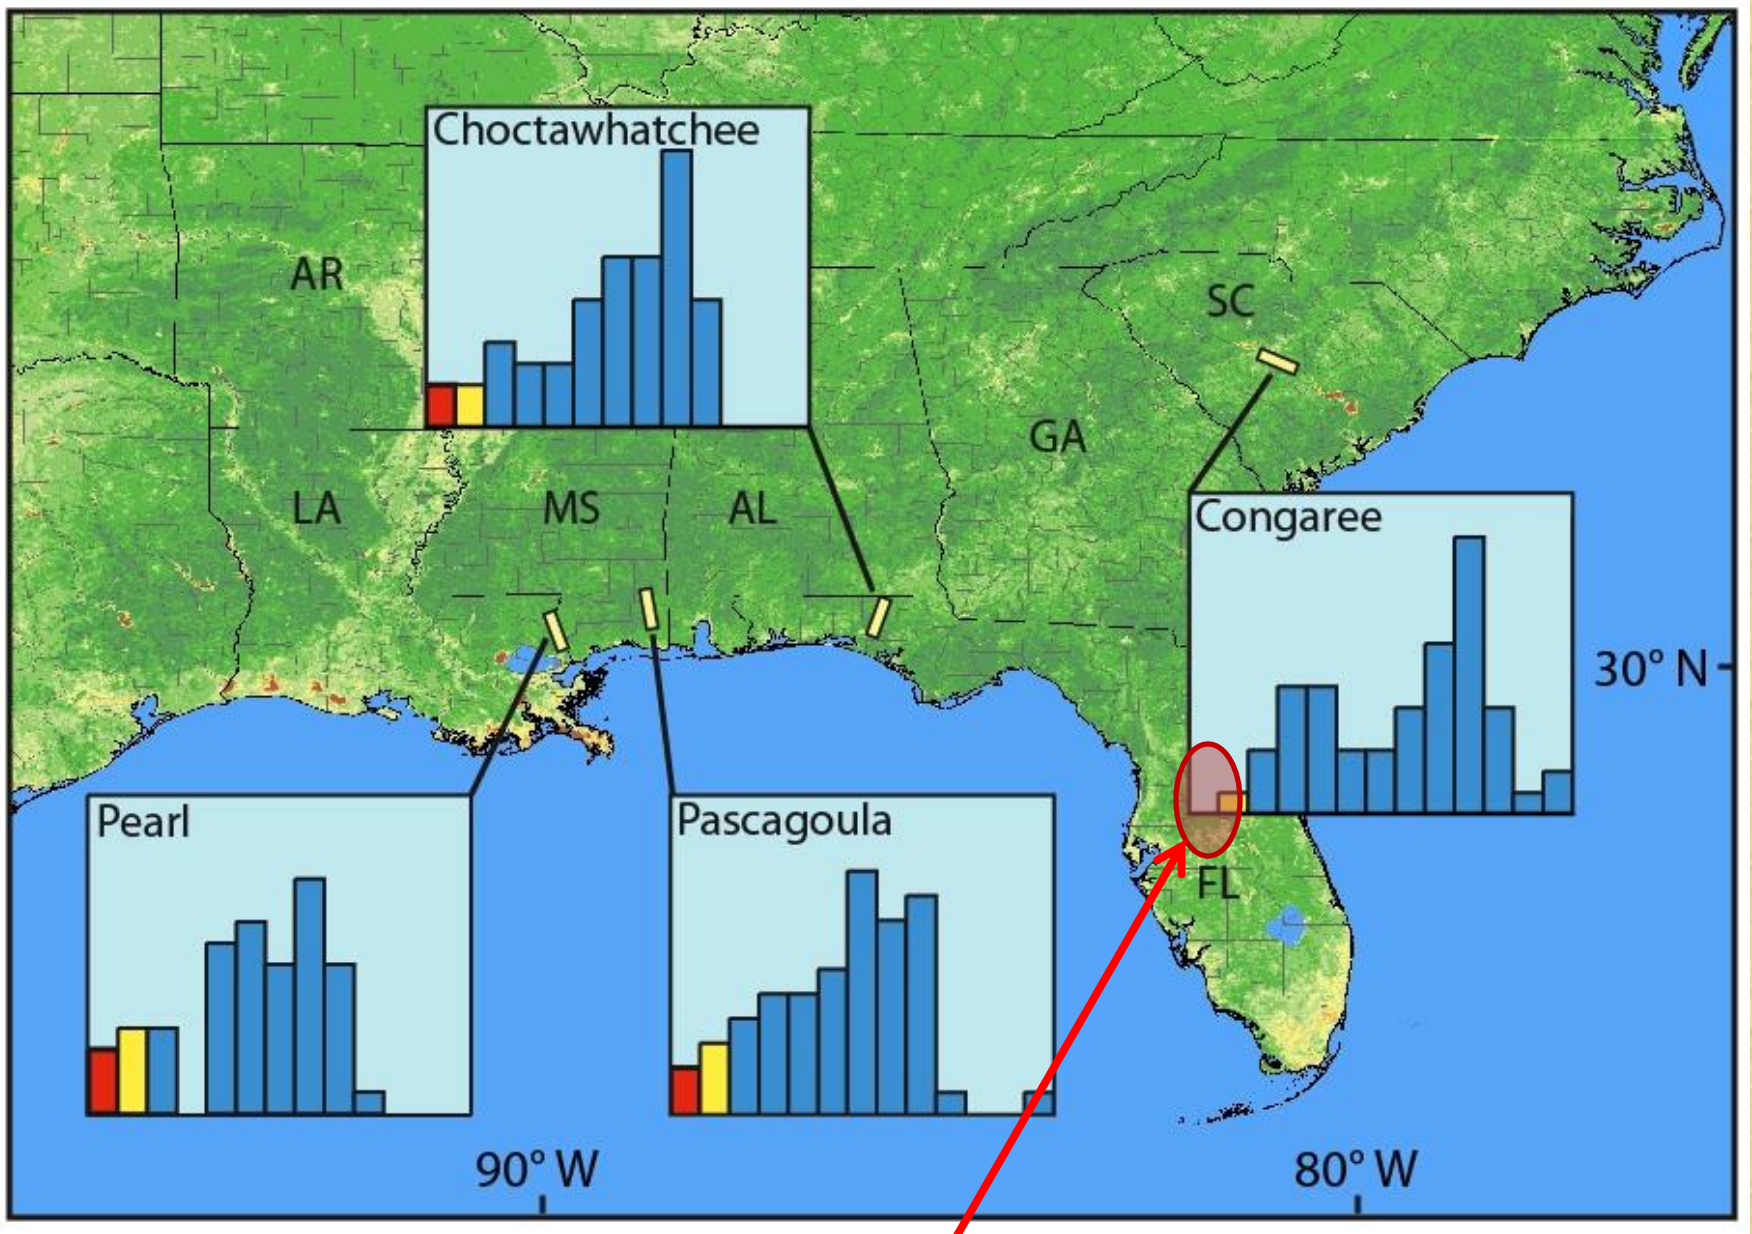 Choctawhatchee
AR
SC
GA
LA
MS
AL
Congaree
30° N
Pearl
Pascagoula
FL
90° W
80° W